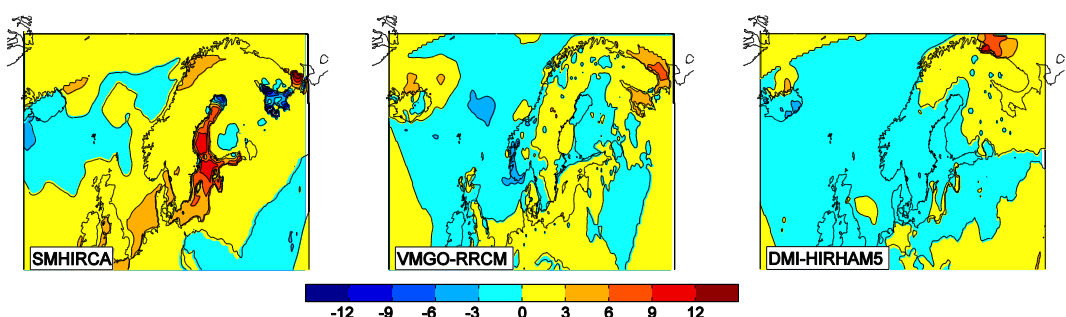 SMHIRCA
VMGO-RRCM
DMI-HIRHAM5
-12 -9 -6 -3 0 3 6 9 12